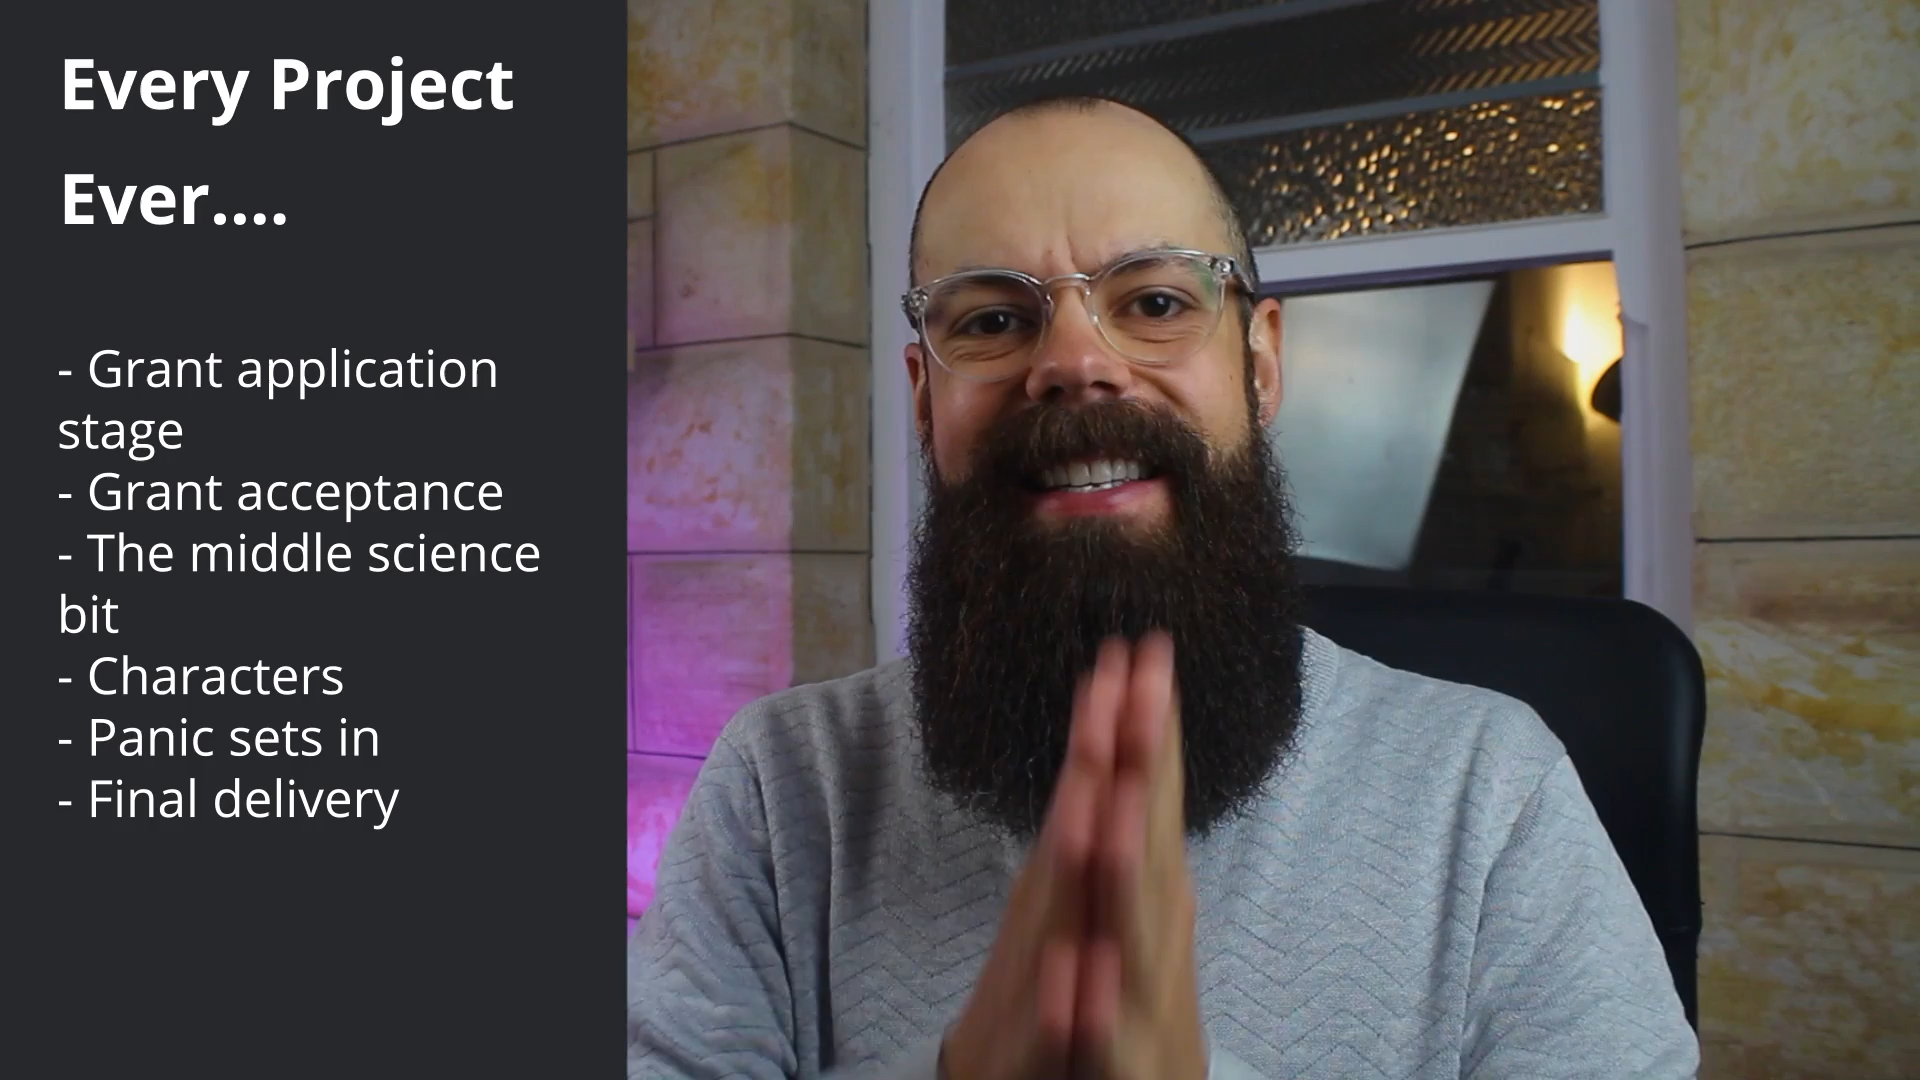 Every Project
Ever....
- Grant application
stage
- Grant acceptance
- The middle science
bit
- Characters
- Panic sets in
- Final delivery